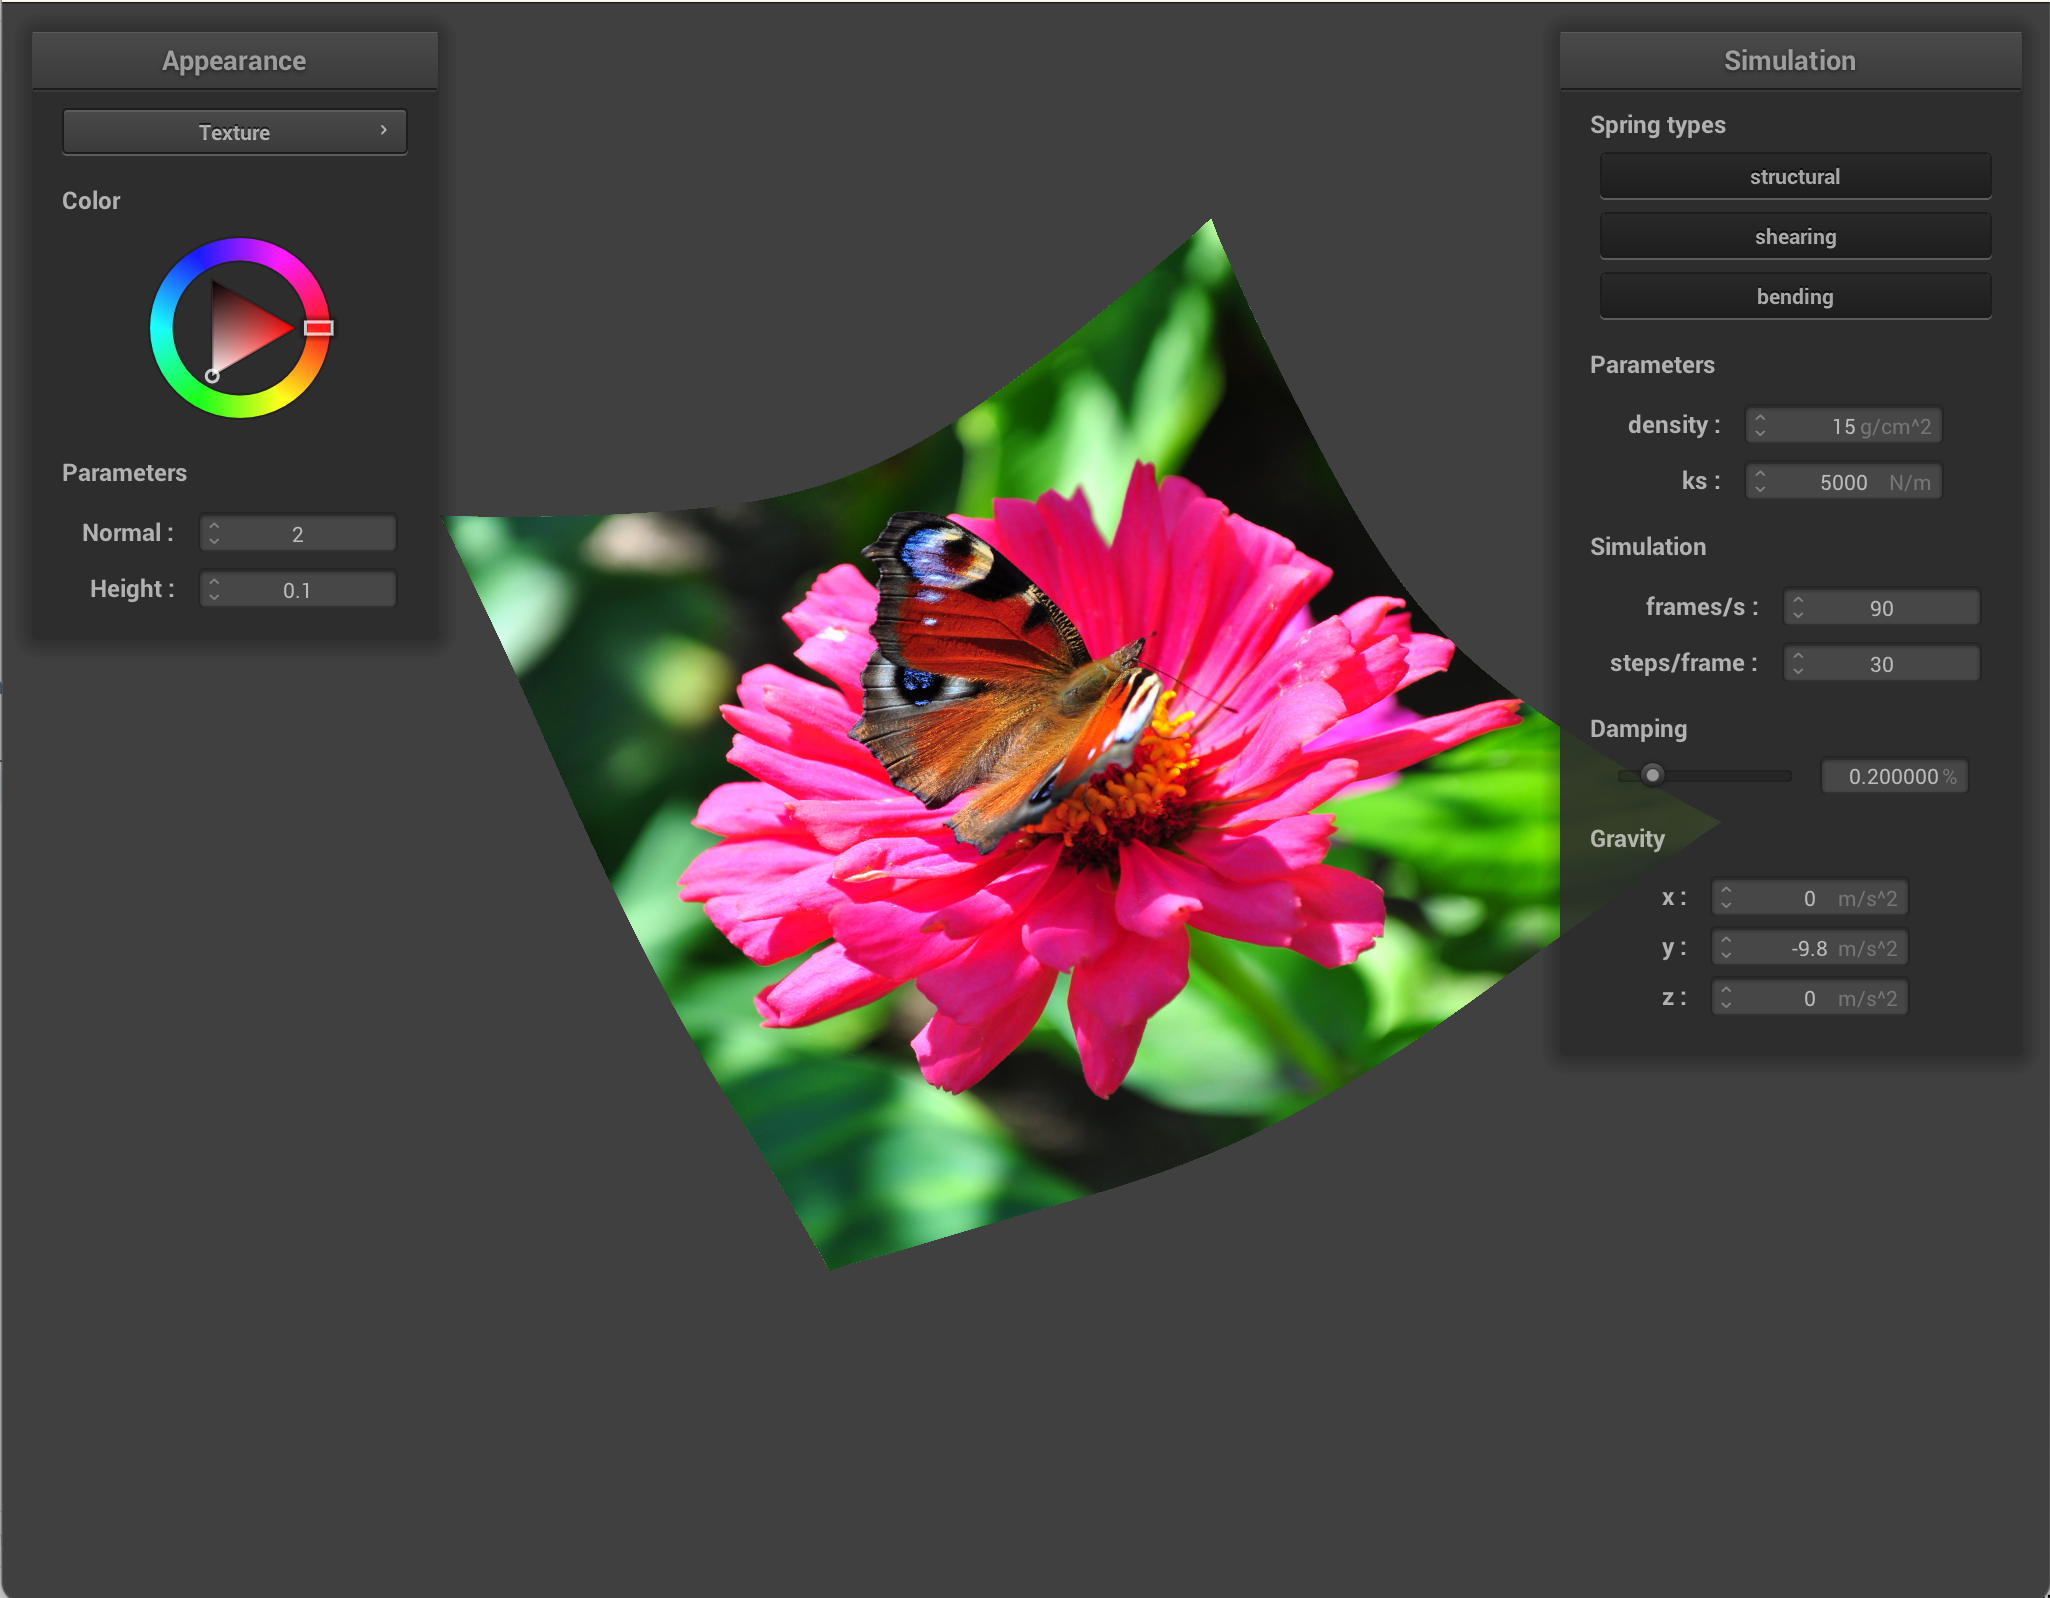 Appearance
Texture
Color
Parameters
Normal : 2
Height : 0.1
Simulation
Spring types
structural
shearing
bending
Parameters
density : 15 g/cm^2
ks : 5000 N/m
Simulation
frames/s : 90
steps/frame : 30
Damping
0.200000 %
Gravity
x : 0 m/s^2
y : -9.8 m/s^2
z : 0 m/s^2